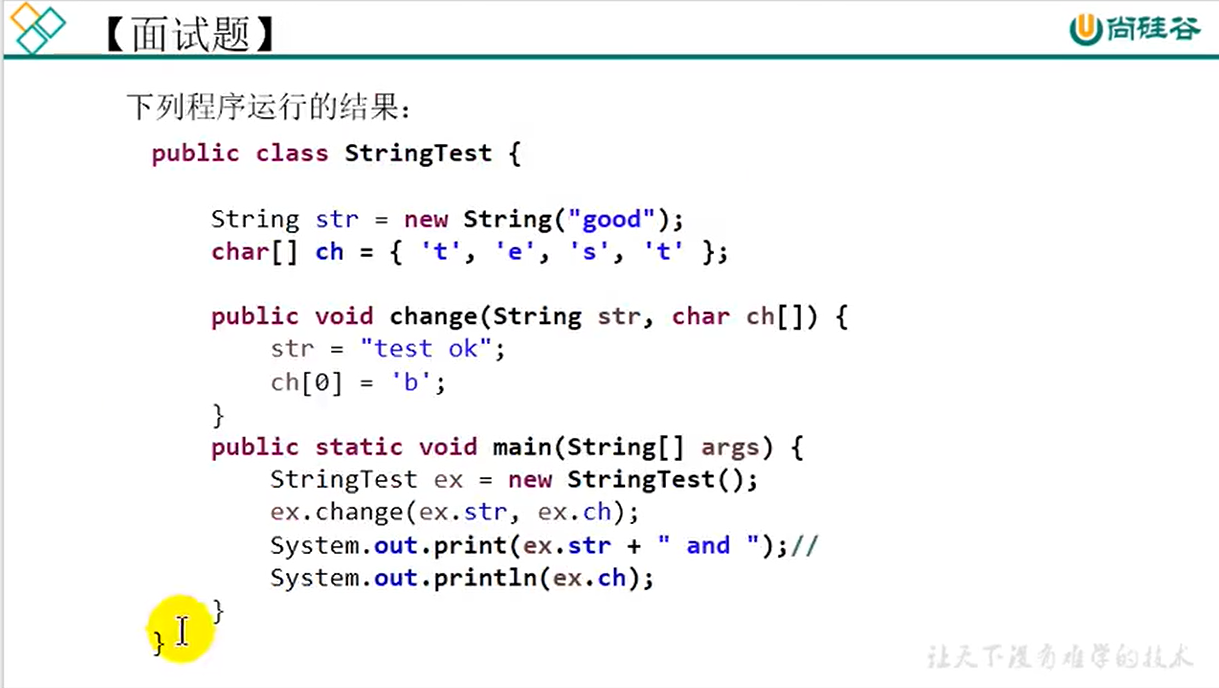 【面试题】
尚硅谷
下列程序运行的结果：
public class StringTest {
String str = new String("good");
char[] ch = { 't', 'e', 's', 't' };
public void change(String str, char ch[]) {
str = "test ok";
ch[0] = 'b';
}
public static void main(String[] args) {
StringTest ex = new StringTest();
ex.change(ex.str, ex.ch);
System.out.print(ex.str + " and ");//
System.out.println(ex.ch);
}
}
让天下没有难学的技术